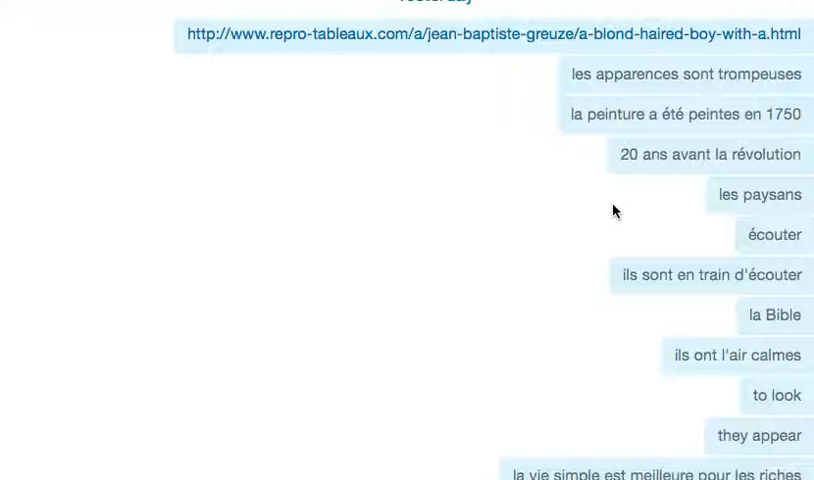 Yesterday
http://www.repro-tableaux.com/a/jean-baptiste-greuze/a-blond-haired-boy-with-a.html
les apparences sont trompeuses
la peinture a été peintes en 1750
20 ans avant la révolution
les paysans
écouter
ils sont en train d'écouter
la Bible
ils ont l'air calmes
to look
they appear
la vie simple est meilleure pour les riches